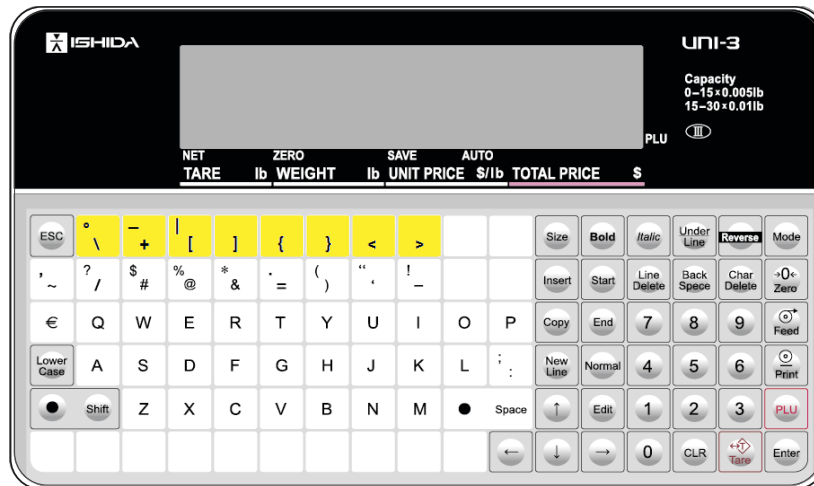 ISHIDA
UNI-3
Capacity
0–15×0.005lb
15–30×0.01lb
III
PLU
NET ZERO SAVE AUTO
TARE lb WEIGHT lb UNIT PRICE $/lb TOTAL PRICE $
ESC ° \ – + | [ ] { } < > Size Bold Italic Under Line Reverse Mode
, ~ ? / $ # % @ * & . = ( ) “ ‘ ! – Insert Start Line Delete Back Spece Char Delete →0← Zero
€ Q W E R T Y U I O P Copy End 7 8 9 Feed
Lower Case A S D F G H J K L ; : New Line Normal 4 5 6 Print
● Shift Z X C V B N M ● Space ↑ Edit 1 2 3 PLU
← ↓ → 0 CLR ↔T Tare Enter